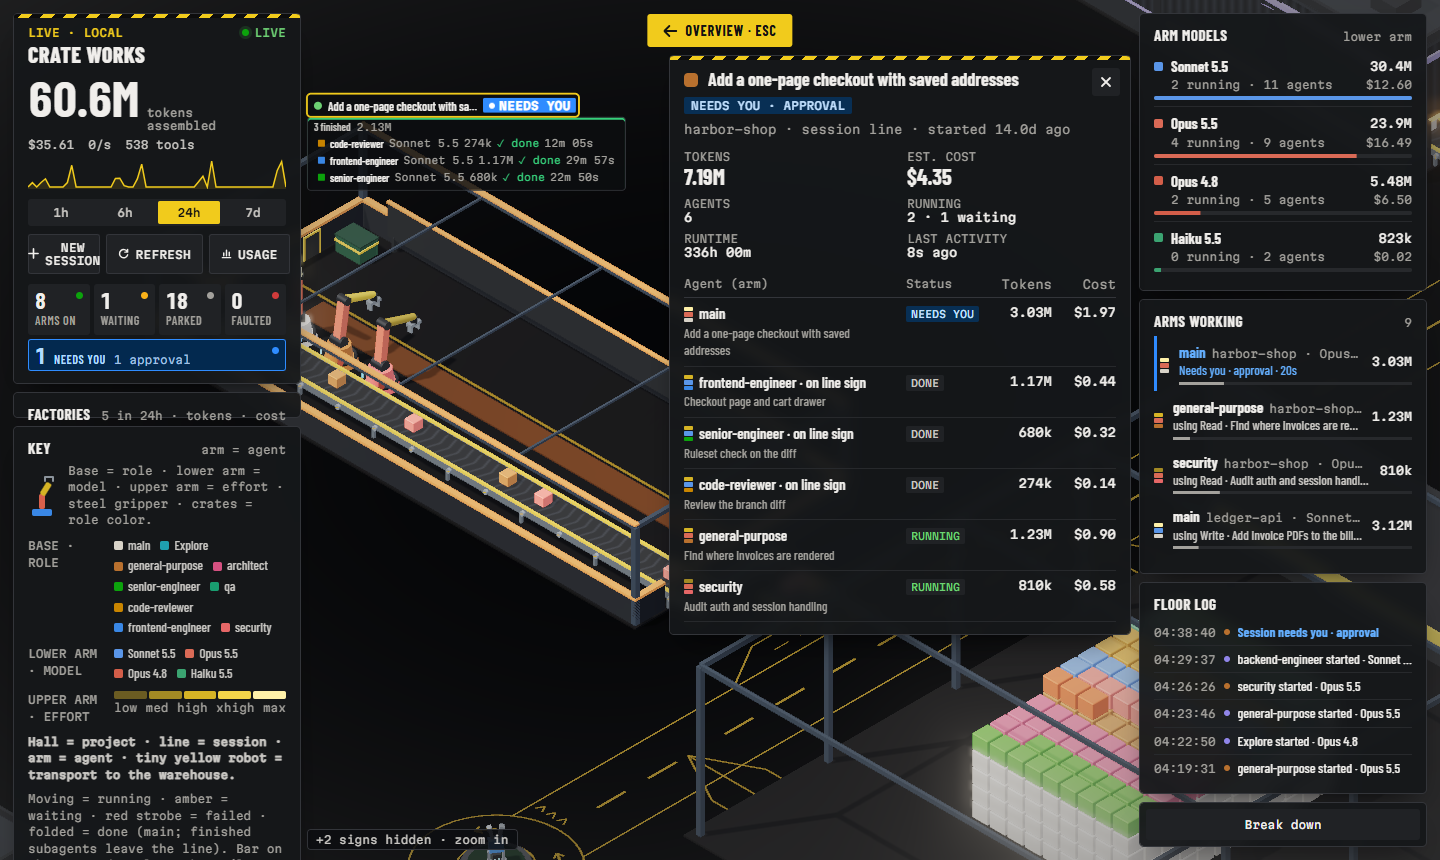 LIVE · LOCAL
LIVE
CRATE WORKS
60.6M tokens assembled
$35.61 0/s 538 tools
1h 6h 24h 7d
+ NEW SESSION
REFRESH
USAGE
8 ARMS ON
1 WAITING
18 PARKED
0 FAULTED
1 NEEDS YOU 1 approval
FACTORIES 5 in 24h · tokens · cost
KEY arm = agent
Base = role · lower arm =
model · upper arm = effort ·
steel gripper · crates =
role color.
BASE · ROLE
main Explore
general-purpose architect
senior-engineer qa
code-reviewer
frontend-engineer security
LOWER ARM · MODEL
Sonnet 5.5 Opus 5.5
Opus 4.8 Haiku 5.5
UPPER ARM · EFFORT
low med high xhigh max
Hall = project · line = session ·
arm = agent · tiny yellow robot =
transport to the warehouse.
Moving = running · amber =
waiting · red strobe = failed ·
folded = done (main; finished
subagents leave the line). Bar on
Add a one-page checkout with sa... NEEDS YOU
3 finished 2.13M
code-reviewer Sonnet 5.5 274k ✓ done 12m 05s
frontend-engineer Sonnet 5.5 1.17M ✓ done 29m 57s
senior-engineer Sonnet 5.5 680k ✓ done 22m 50s
+2 signs hidden · zoom in
← OVERVIEW · ESC
Add a one-page checkout with saved addresses
NEEDS YOU · APPROVAL
harbor-shop · session line · started 14.0d ago
TOKENS
7.19M
EST. COST
$4.35
AGENTS
6
RUNNING
2 · 1 waiting
RUNTIME
336h 00m
LAST ACTIVITY
8s ago
Agent (arm) Status Tokens Cost
main NEEDS YOU 3.03M $1.97
Add a one-page checkout with saved
addresses
frontend-engineer · on line sign DONE 1.17M $0.44
Checkout page and cart drawer
senior-engineer · on line sign DONE 680k $0.32
Ruleset check on the diff
code-reviewer · on line sign DONE 274k $0.14
Review the branch diff
general-purpose RUNNING 1.23M $0.90
Find where invoices are rendered
security RUNNING 810k $0.58
Audit auth and session handling
ARM MODELS lower arm
Sonnet 5.5 30.4M
2 running · 11 agents $12.60
Opus 5.5 23.9M
4 running · 9 agents $16.49
Opus 4.8 5.48M
2 running · 5 agents $6.50
Haiku 5.5 823k
0 running · 2 agents $0.02
ARMS WORKING 9
main harbor-shop · Opus… 3.03M
Needs you · approval · 20s
general-purpose harbor-shop… 1.23M
using Read · Find where invoices are re...
security harbor-shop · Opu… 810k
using Read · Audit auth and session handl...
main ledger-api · Sonnet… 3.12M
using Write · Add invoice PDFs to the bill...
FLOOR LOG
04:38:40 Session needs you · approval
04:29:37 backend-engineer started · Sonnet ...
04:26:26 security started · Opus 5.5
04:23:46 general-purpose started · Opus 5.5
04:22:50 Explore started · Opus 4.8
04:19:31 general-purpose started · Opus 5.5
Break down